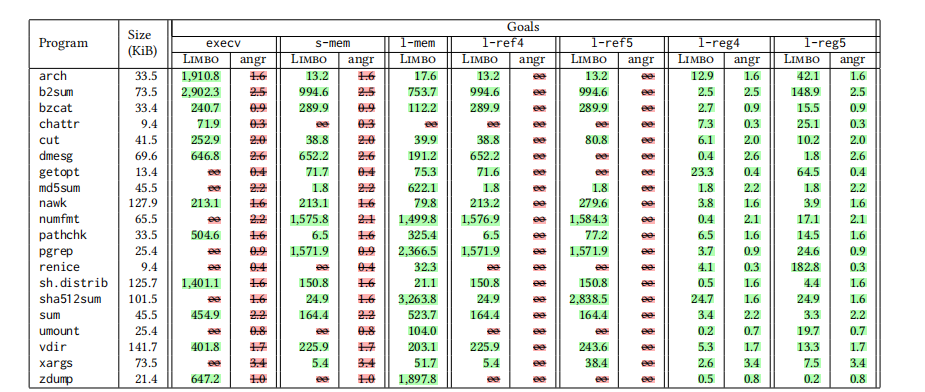 Goals
Program Size (KiB) execv s-mem l-mem l-ref4 l-ref5 l-reg4 l-reg5
LIMBO angr LIMBO angr LIMBO LIMBO angr LIMBO angr LIMBO angr LIMBO angr
arch 33.5 1,910.8 1.6 13.2 1.6 17.6 13.2 ∞ 13.2 ∞ 12.9 1.6 42.1 1.6
b2sum 73.5 2,902.3 2.5 994.6 2.5 753.7 994.6 ∞ 994.6 ∞ 2.5 2.5 148.9 2.5
bzcat 33.4 240.7 0.9 289.9 0.9 112.2 289.9 ∞ 289.9 ∞ 2.7 0.9 15.5 0.9
chattr 9.4 71.9 0.3 ∞ 0.3 ∞ ∞ ∞ ∞ ∞ 7.3 0.3 25.1 0.3
cut 41.5 252.9 2.0 38.8 2.0 39.9 38.8 ∞ 80.8 ∞ 6.1 2.0 10.2 2.0
dmesg 69.6 646.8 2.6 652.2 2.6 191.2 652.2 ∞ ∞ ∞ 0.4 2.6 1.8 2.6
getopt 13.4 ∞ 0.4 71.7 0.4 75.3 71.6 ∞ ∞ ∞ 23.3 0.4 64.5 0.4
md5sum 45.5 ∞ 2.2 1.8 2.2 622.1 1.8 ∞ 1.8 ∞ 1.8 2.2 1.8 2.2
nawk 127.9 213.1 1.6 213.1 1.6 79.8 213.2 ∞ 279.6 ∞ 3.8 1.6 3.9 1.6
numfmt 65.5 ∞ 2.2 1,575.8 2.1 1,499.8 1,576.9 ∞ 1,584.3 ∞ 0.4 2.1 17.1 2.1
pathchk 33.5 504.6 1.6 6.5 1.6 325.4 6.5 ∞ 77.2 ∞ 6.5 1.6 14.5 1.6
pgrep 25.4 ∞ 0.9 1,571.9 0.9 2,366.5 1,571.9 ∞ 1,571.9 ∞ 3.7 0.9 24.6 0.9
renice 9.4 ∞ 0.4 ∞ 0.4 32.3 ∞ ∞ ∞ ∞ 4.1 0.3 182.8 0.3
sh.distrib 125.7 1,401.1 1.6 150.8 1.6 21.1 150.8 ∞ 150.8 ∞ 0.5 1.6 4.4 1.6
sha512sum 101.5 ∞ 1.6 24.9 1.6 3,263.8 24.9 ∞ 2,838.5 ∞ 24.7 1.6 24.9 1.6
sum 45.5 454.9 2.2 164.4 2.2 523.7 164.4 ∞ 164.4 ∞ 3.4 2.2 3.3 2.2
umount 25.4 ∞ 0.8 ∞ 0.8 104.0 ∞ ∞ ∞ ∞ 0.2 0.7 19.7 0.7
vdir 141.7 401.8 1.7 225.9 1.7 203.1 225.9 ∞ 243.6 ∞ 5.3 1.7 13.3 1.7
xargs 73.5 ∞ 3.4 5.4 3.4 51.7 5.4 ∞ 38.4 ∞ 2.6 3.4 7.5 3.4
zdump 21.4 647.2 1.0 ∞ 1.0 1,897.8 ∞ ∞ ∞ ∞ 0.5 0.8 0.2 0.8